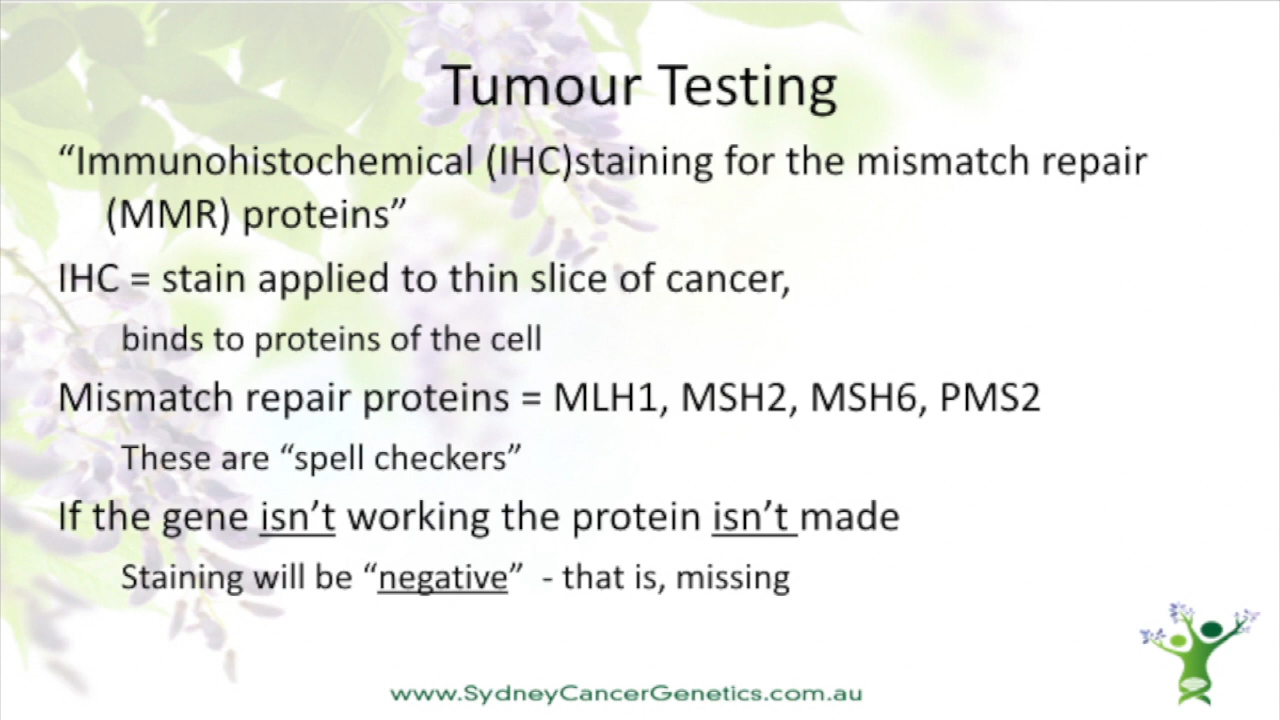 Tumour Testing
“Immunohistochemical (IHC)staining for the mismatch repair
(MMR) proteins”
IHC = stain applied to thin slice of cancer,
binds to proteins of the cell
Mismatch repair proteins = MLH1, MSH2, MSH6, PMS2
These are “spell checkers”
If the gene isn’t working the protein isn’t made
Staining will be “negative” - that is, missing
www.SydneyCancerGenetics.com.au